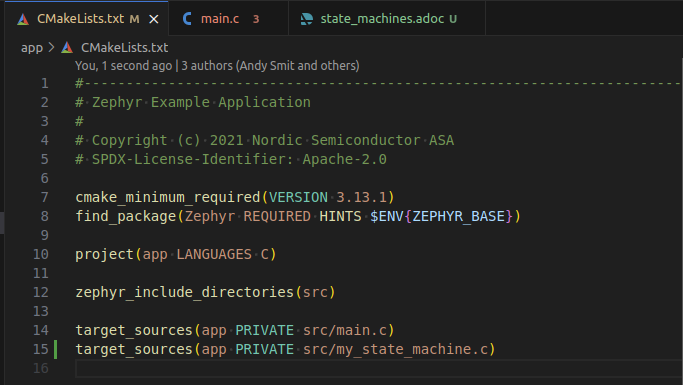 CMakeLists.txt M × main.c 3 state_machines.adoc U
app > CMakeLists.txt
You, 1 second ago | 3 authors (Andy Smit and others)
1 #------------------------------------------------------------------------
2 # Zephyr Example Application
3 #
4 # Copyright (c) 2021 Nordic Semiconductor ASA
5 # SPDX-License-Identifier: Apache-2.0
6
7 cmake_minimum_required(VERSION 3.13.1)
8 find_package(Zephyr REQUIRED HINTS $ENV{ZEPHYR_BASE})
9
10 project(app LANGUAGES C)
11
12 zephyr_include_directories(src)
13
14 target_sources(app PRIVATE src/main.c)
15 target_sources(app PRIVATE src/my_state_machine.c)
16